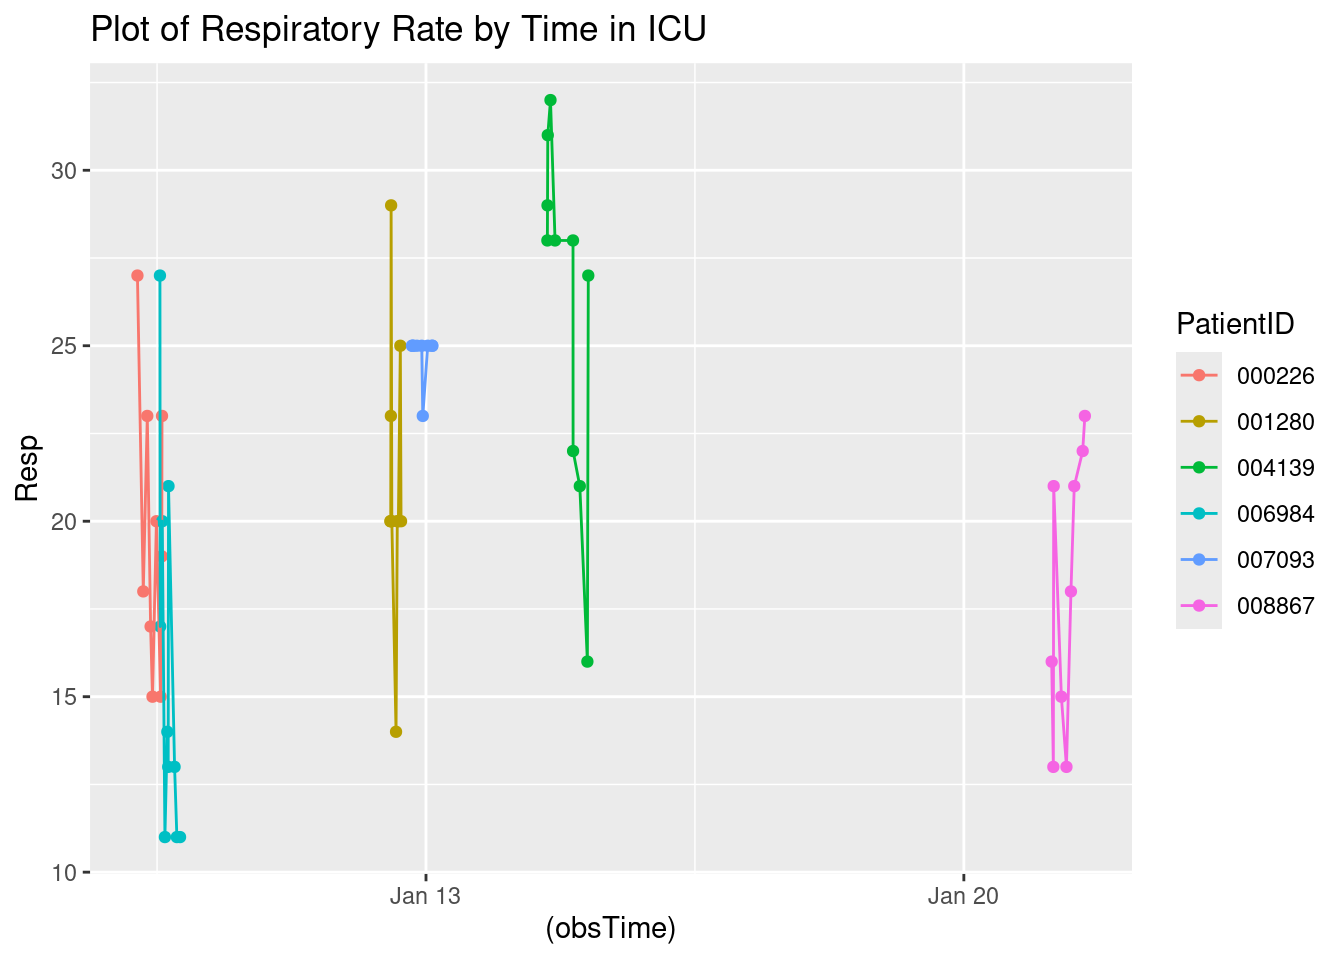 Plot of Respiratory Rate by Time in ICU
30
25
20
15
10
Resp
Jan 13
Jan 20
(obsTime)
PatientID
000226
001280
004139
006984
007093
008867